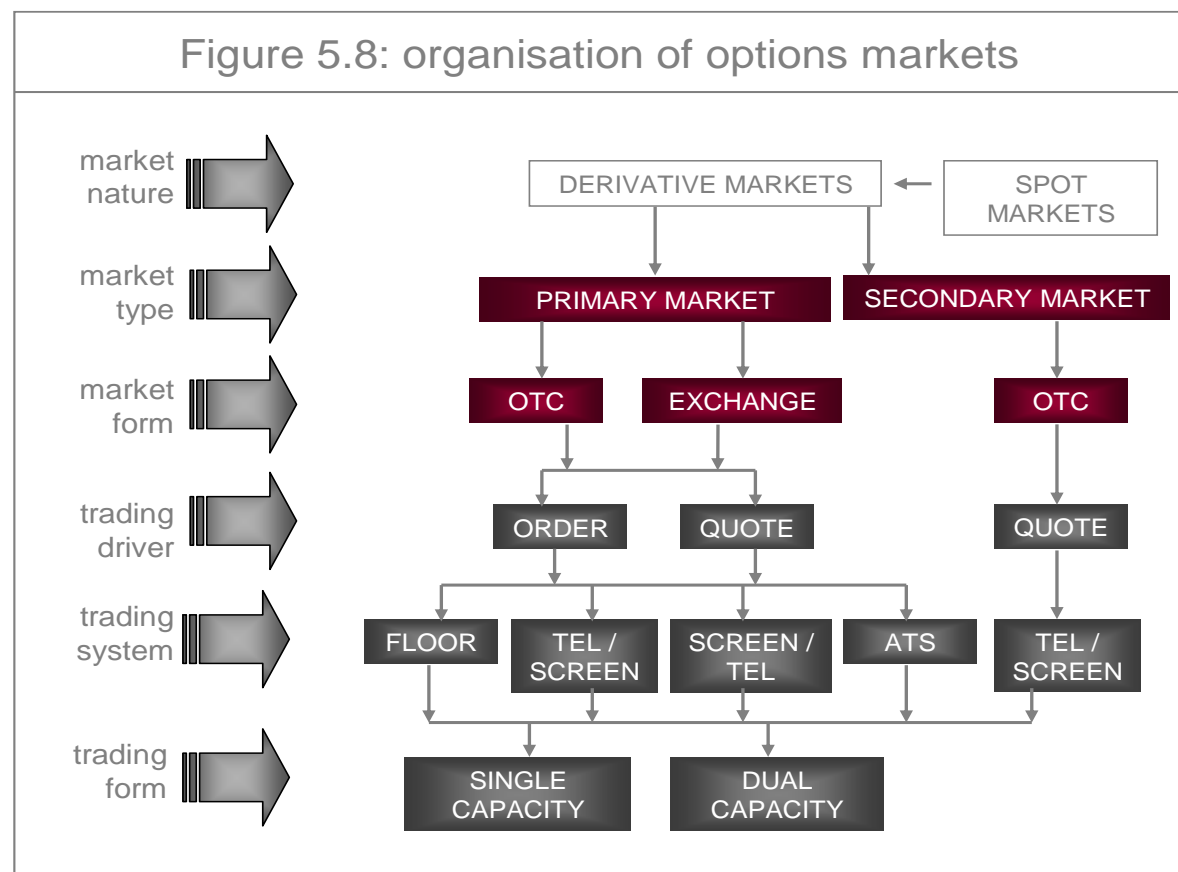 Figure 5.8: organisation of options markets
market
nature
DERIVATIVE MARKETS
SPOT
MARKETS
market
type
PRIMARY MARKET
SECONDARY MARKET
market
form
OTC
EXCHANGE
OTC
trading
driver
ORDER
QUOTE
QUOTE
trading
system
FLOOR
TEL /
SCREEN
SCREEN /
TEL
ATS
TEL /
SCREEN
trading
form
SINGLE
CAPACITY
DUAL
CAPACITY